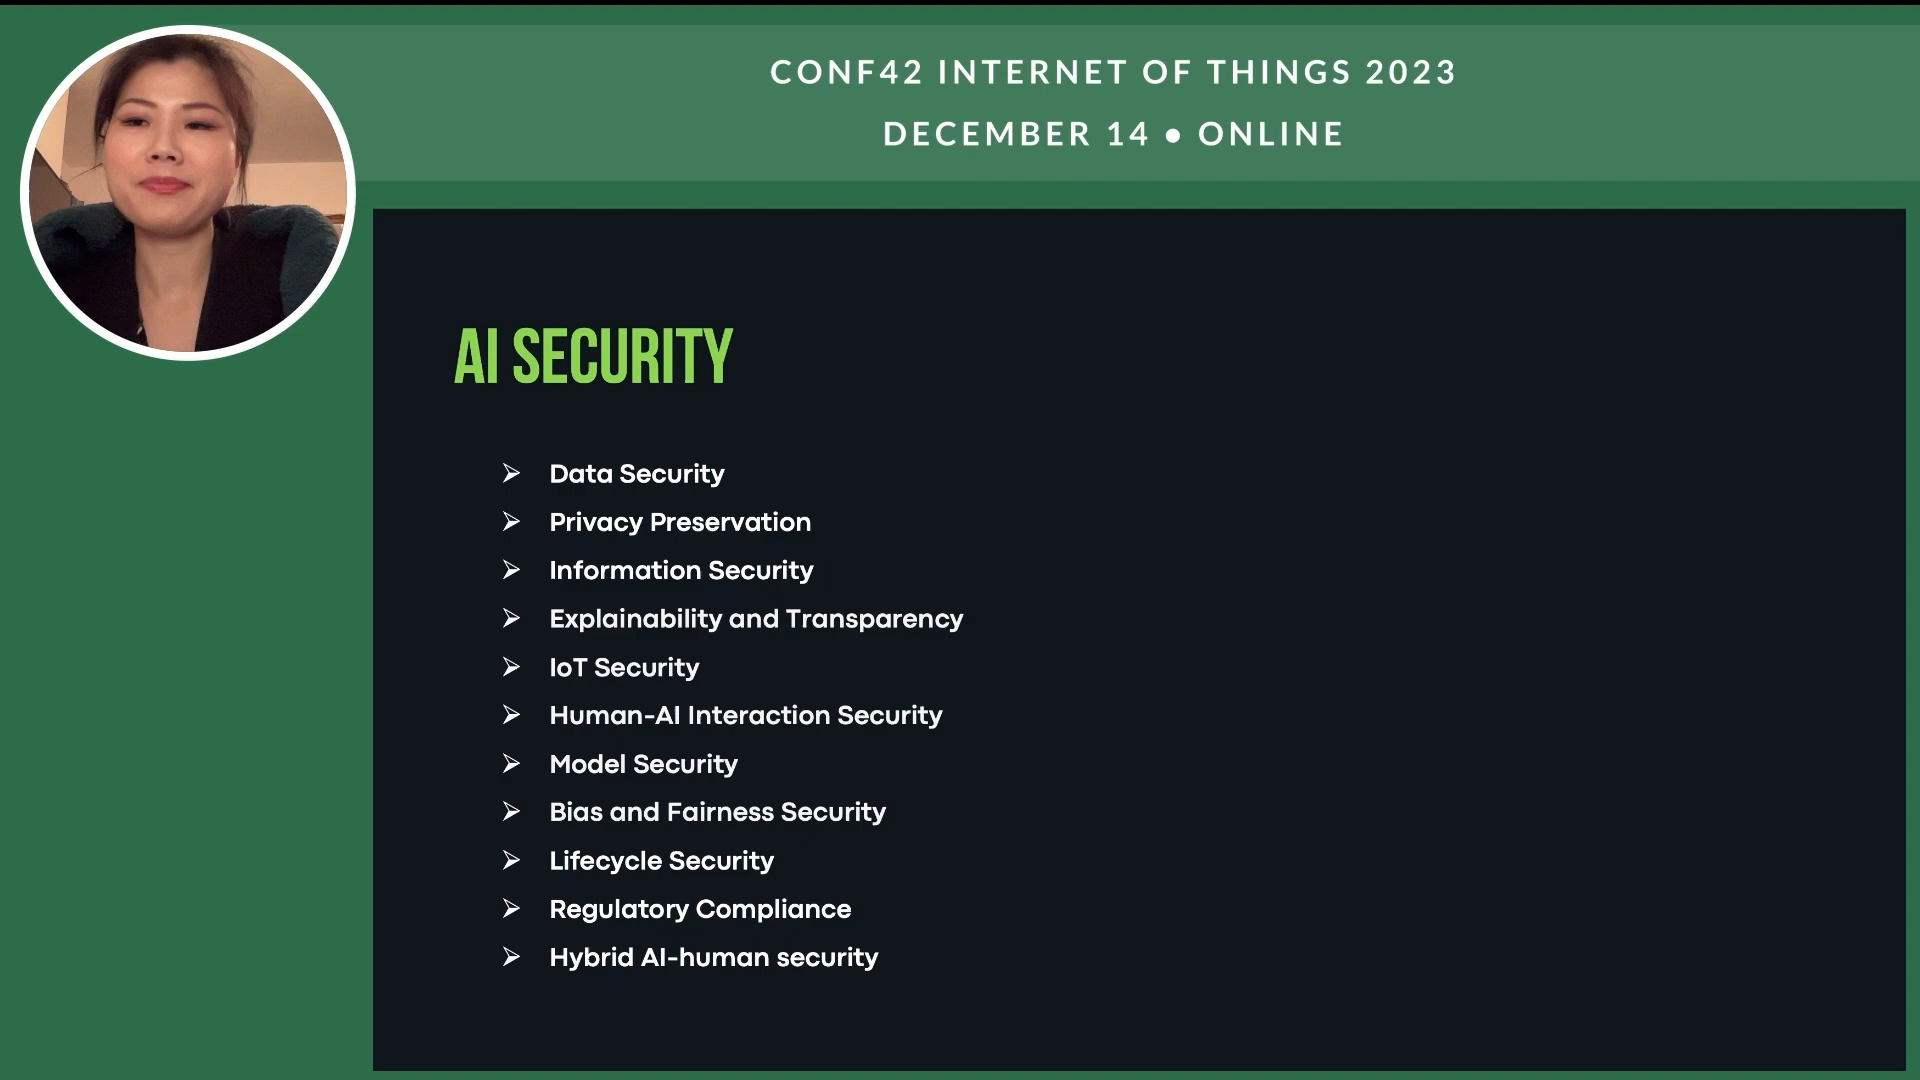 CONF42 INTERNET OF THINGS 2023
DECEMBER 14 • ONLINE
AI SECURITY
➢ Data Security
➢ Privacy Preservation
➢ Information Security
➢ Explainability and Transparency
➢ IoT Security
➢ Human-AI Interaction Security
➢ Model Security
➢ Bias and Fairness Security
➢ Lifecycle Security
➢ Regulatory Compliance
➢ Hybrid AI-human security